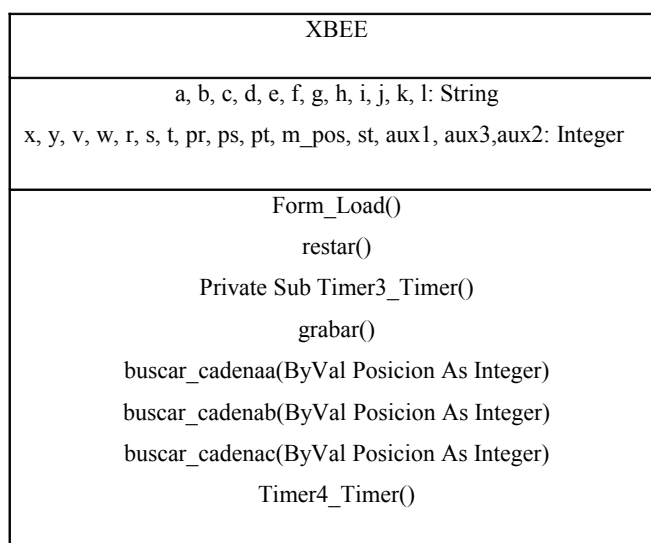 XBEE
a, b, c, d, e, f, g, h, i, j, k, l: String
x, y, v, w, r, s, t, pr, ps, pt, m_pos, st, aux1, aux3,aux2: Integer
Form_Load()
restar()
Private Sub Timer3_Timer()
grabar()
buscar_cadenaa(ByVal Posicion As Integer)
buscar_cadenab(ByVal Posicion As Integer)
buscar_cadenac(ByVal Posicion As Integer)
Timer4_Timer()